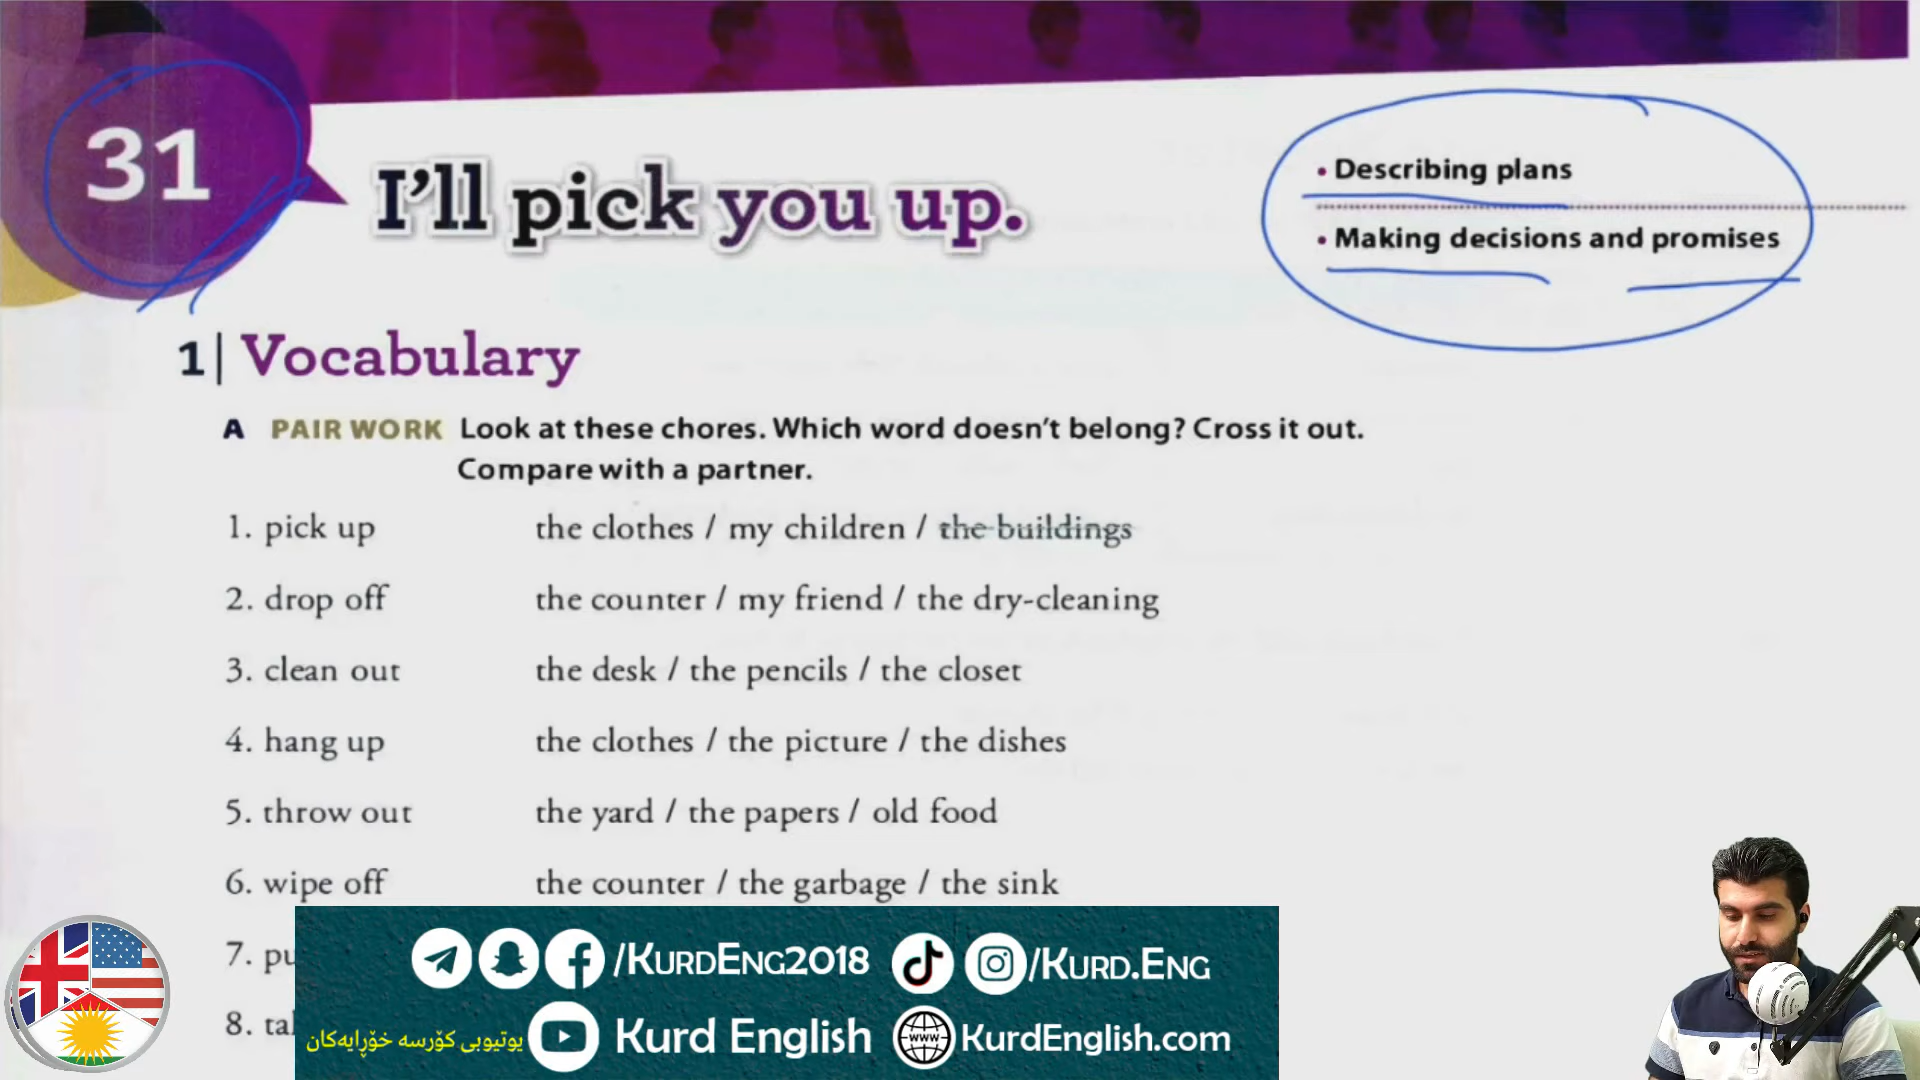 31
I'll pick you up.
• Describing plans
• Making decisions and promises
1| Vocabulary
A PAIR WORK Look at these chores. Which word doesn't belong? Cross it out.
Compare with a partner.
1. pick up the clothes / my children / the buildings
2. drop off the counter / my friend / the dry-cleaning
3. clean out the desk / the pencils / the closet
4. hang up the clothes / the picture / the dishes
5. throw out the yard / the papers / old food
6. wipe off the counter / the garbage / the sink
7. pu
8. ta
/KURDENG2018 /KURD.ENG
یوتیوبی کۆرسە خۆڕایەکان Kurd English WWW KurdEnglish.com